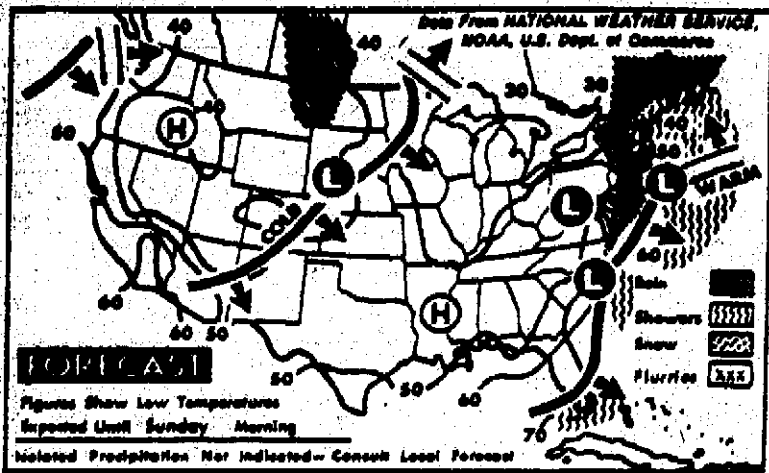 Data From NATIONAL WEATHER SERVICE,
NOAA, U.S. Dept. of Commerce
40
40
30
30
40
50
60
40
H
L
COLD
L
L
WARM
60
L
H
60
60
50
50
50
60
70
Rain
Showers
Snow
Flurries
FORECAST
Figures Show Low Temperatures
Expected Until Sunday Morning
Isolated Precipitation Not Indicated- Consult Local Forecast